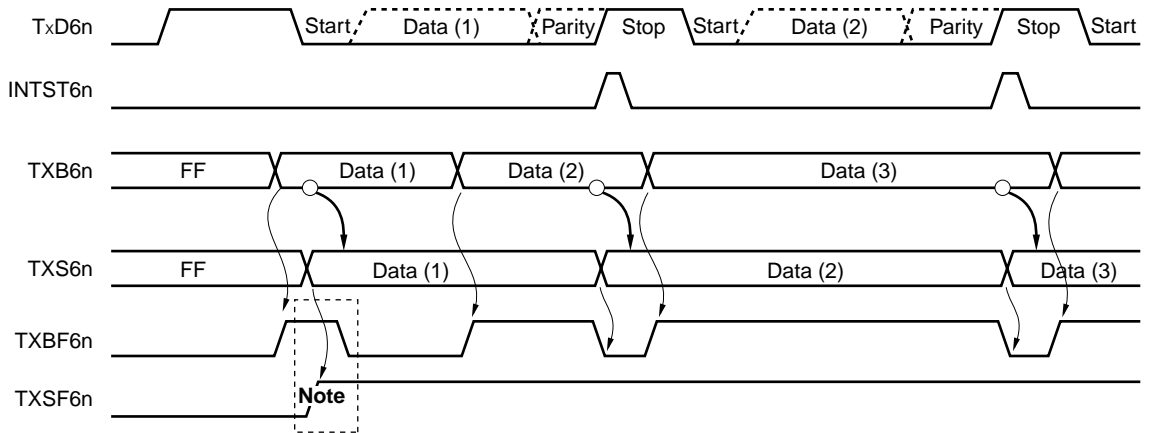 TxD6n Start Data (1) Parity Stop Start Data (2) Parity Stop Start
INTST6n
TXB6n FF Data (1) Data (2) Data (3)
TXS6n FF Data (1) Data (2) Data (3)
TXBF6n
TXSF6n Note